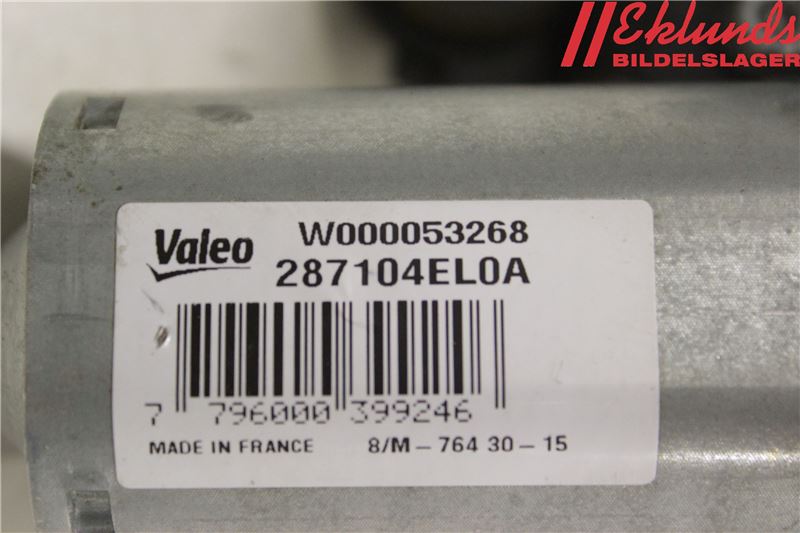 Eklunds
BILDELSLAGER
Valeo W000053268
287104EL0A
7 796000 399246
MADE IN FRANCE 8/M – 764 30 – 15